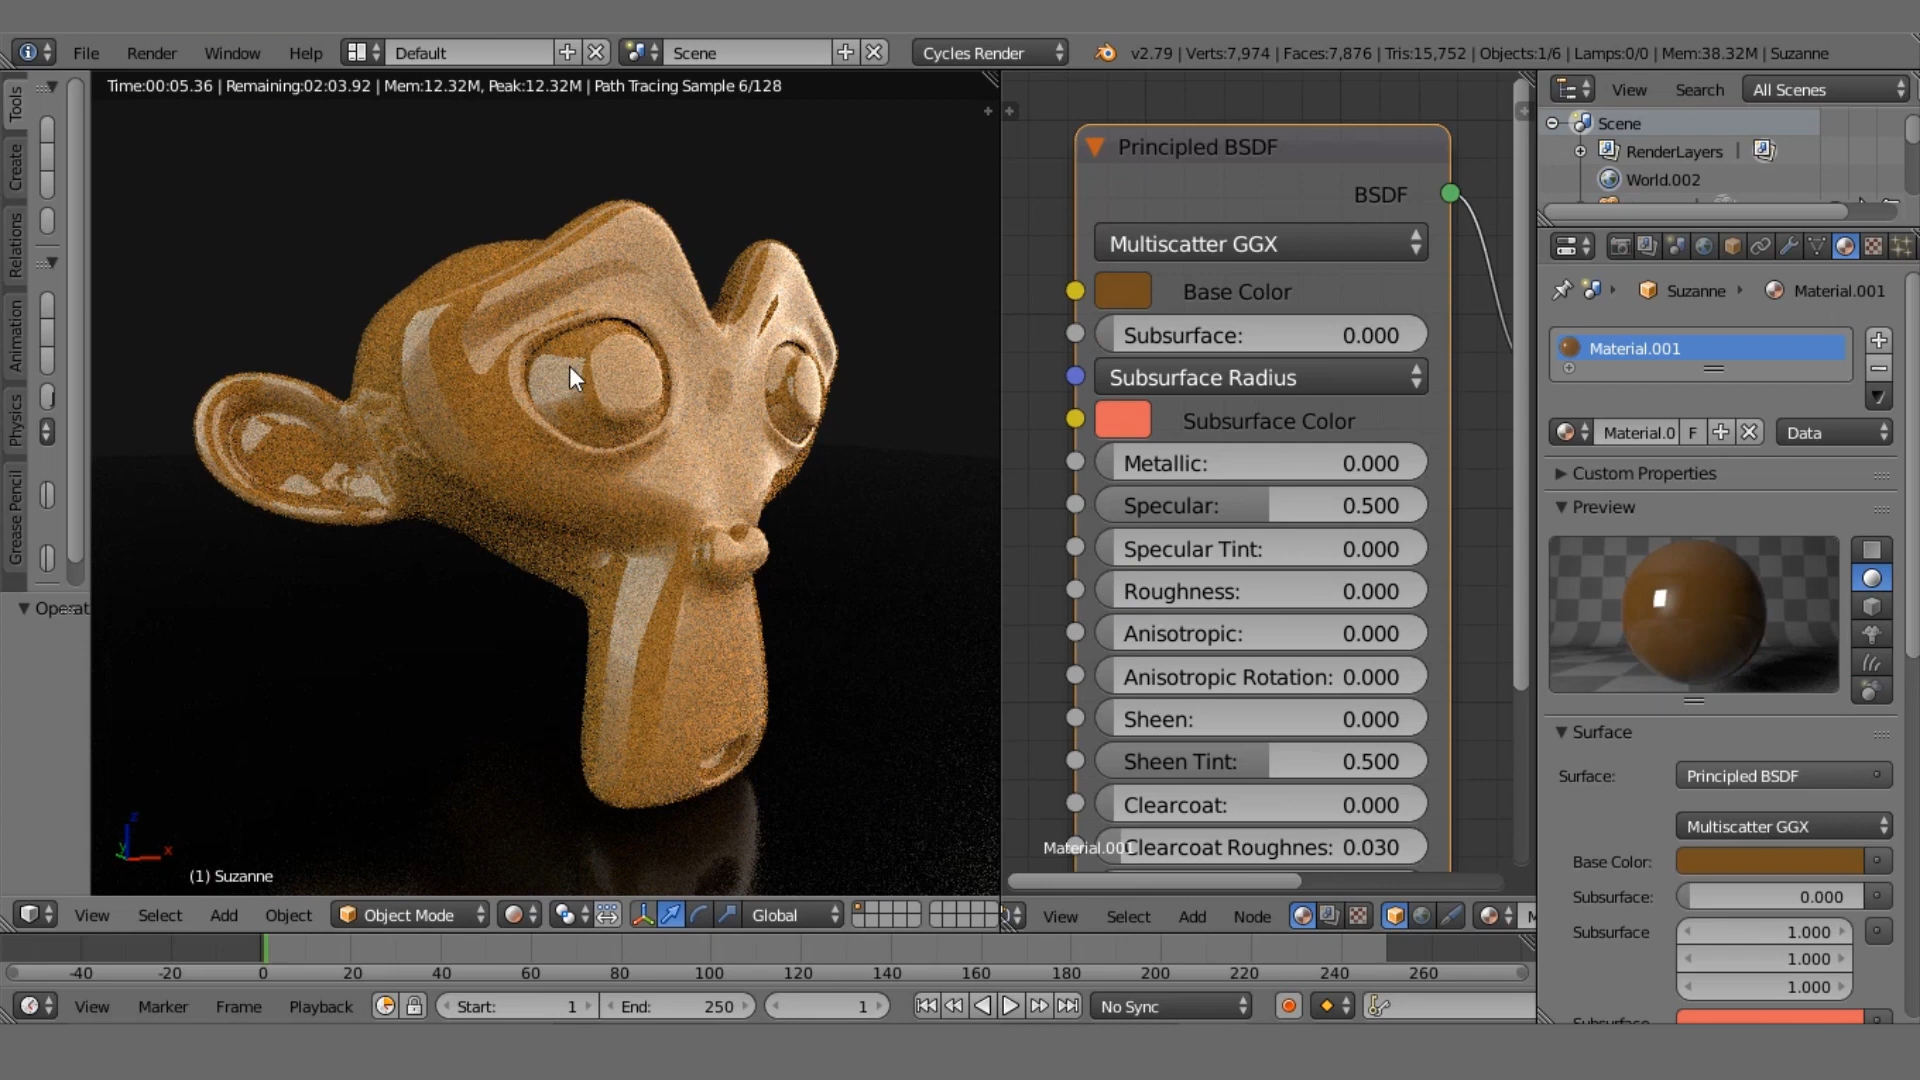 File Render Window Help Default Scene Cycles Render v2.79 | Verts:7,974 | Faces:7,876 | Tris:15,752 | Objects:1/6 | Lamps:0/0 | Mem:38.32M | Suzanne
Time:00:05.36 | Remaining:02:03.92 | Mem:12.32M, Peak:12.32M | Path Tracing Sample 6/128
Tools
Create
Relations
Animation
Physics
Grease Pencil
Operat
(1) Suzanne
z
y
x
Principled BSDF
BSDF
Multiscatter GGX
Base Color
Subsurface: 0.000
Subsurface Radius
Subsurface Color
Metallic: 0.000
Specular: 0.500
Specular Tint: 0.000
Roughness: 0.000
Anisotropic: 0.000
Anisotropic Rotation: 0.000
Sheen: 0.000
Sheen Tint: 0.500
Clearcoat: 0.000
Clearcoat Roughnes: 0.030
Material.001
View Search All Scenes
Scene
RenderLayers |
World.002
Suzanne Material.001
Material.001
Material.0 F Data
Custom Properties
Preview
Surface
Surface: Principled BSDF
Multiscatter GGX
Base Color:
Subsurface: 0.000
Subsurface 1.000
1.000
1.000
Subsurface
View Select Add Object Object Mode Global
View Select Add Node M
-40 -20 0 20 40 60 80 100 120 140 160 180 200 220 240 260
View Marker Frame Playback Start: 1 End: 250 1 No Sync